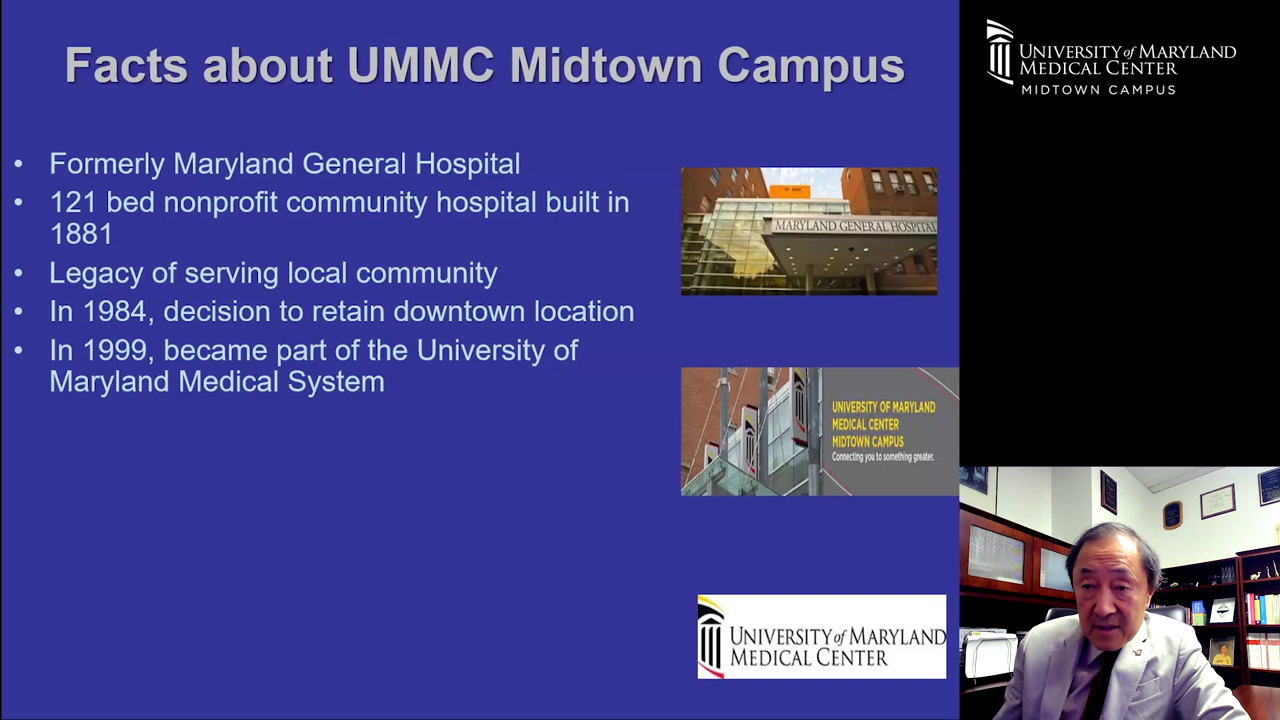 Facts about UMMC Midtown Campus
• Formerly Maryland General Hospital
• 121 bed nonprofit community hospital built in
1881
• Legacy of serving local community
• In 1984, decision to retain downtown location
• In 1999, became part of the University of
Maryland Medical System
MARYLAND GENERAL HOSPITAL
UNIVERSITY OF MARYLAND
MEDICAL CENTER
MIDTOWN CAMPUS
Connecting you to something greater.
UNIVERSITY of MARYLAND
MEDICAL CENTER
UNIVERSITY of MARYLAND
MEDICAL CENTER
MIDTOWN CAMPUS